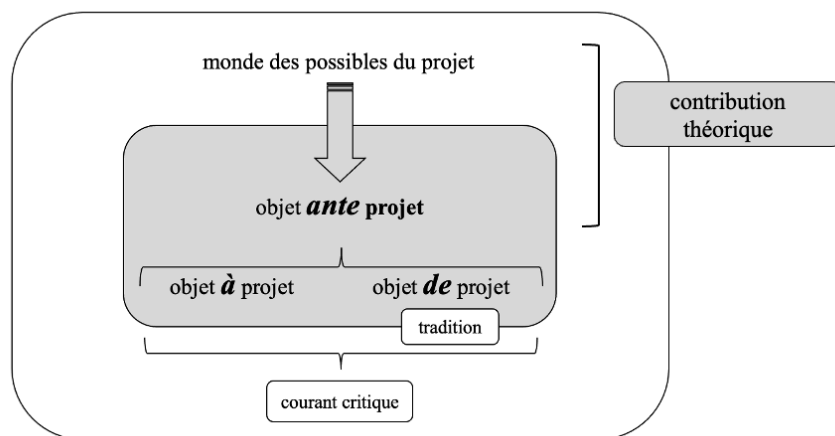 monde des possibles du projet
contribution
théorique
objet ante projet
objet à projet
objet de projet
tradition
courant critique